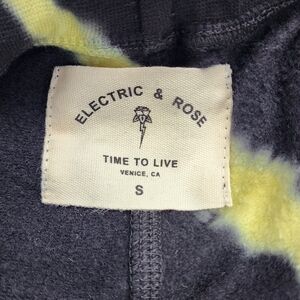 ELECTRIC & ROSE
TIME TO LIVE
VENICE, CA
S